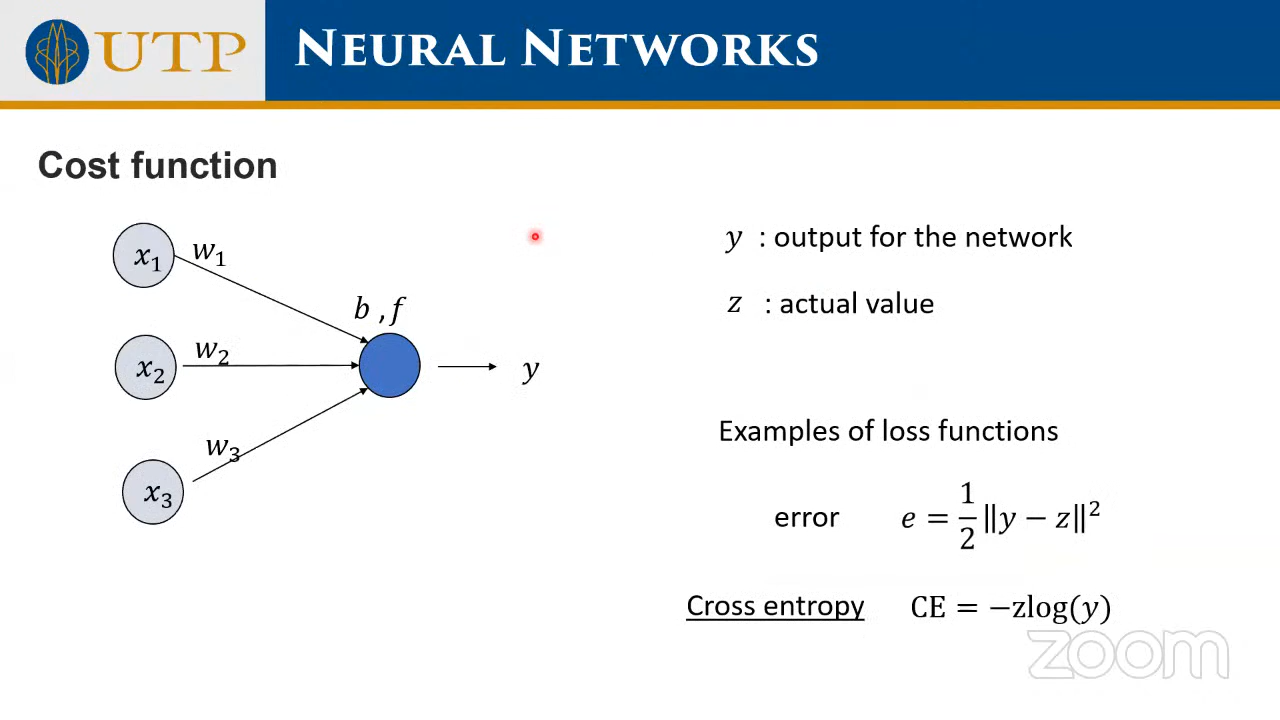 UTP
NEURAL NETWORKS
Cost function
x₁
w₁
b , f
x₂
w₂
y
w₃
x₃
y : output for the network
z : actual value
Examples of loss functions
error e = 1/2 ‖y − z‖²
Cross entropy CE = −zlog(y)
zoom